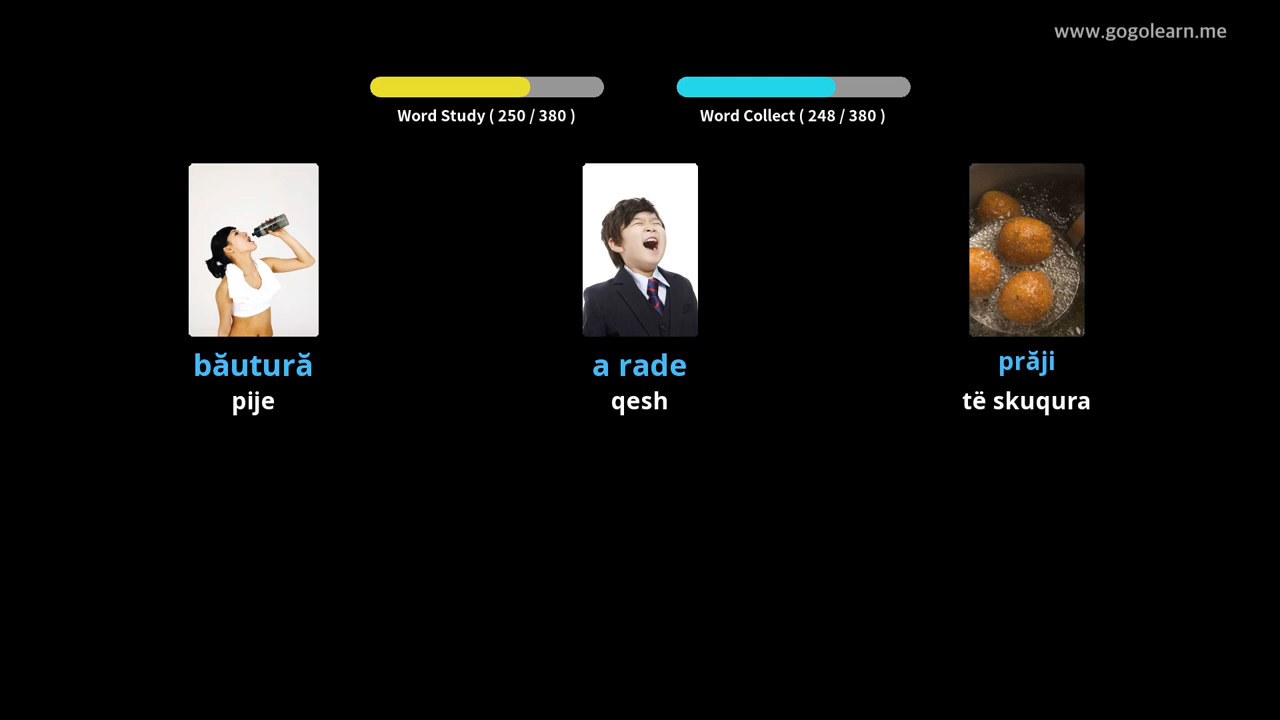 www.gogolearn.me
Word Study ( 250 / 380 )
Word Collect ( 248 / 380 )
băutură
a rade
prăji
pije
qesh
të skuqura